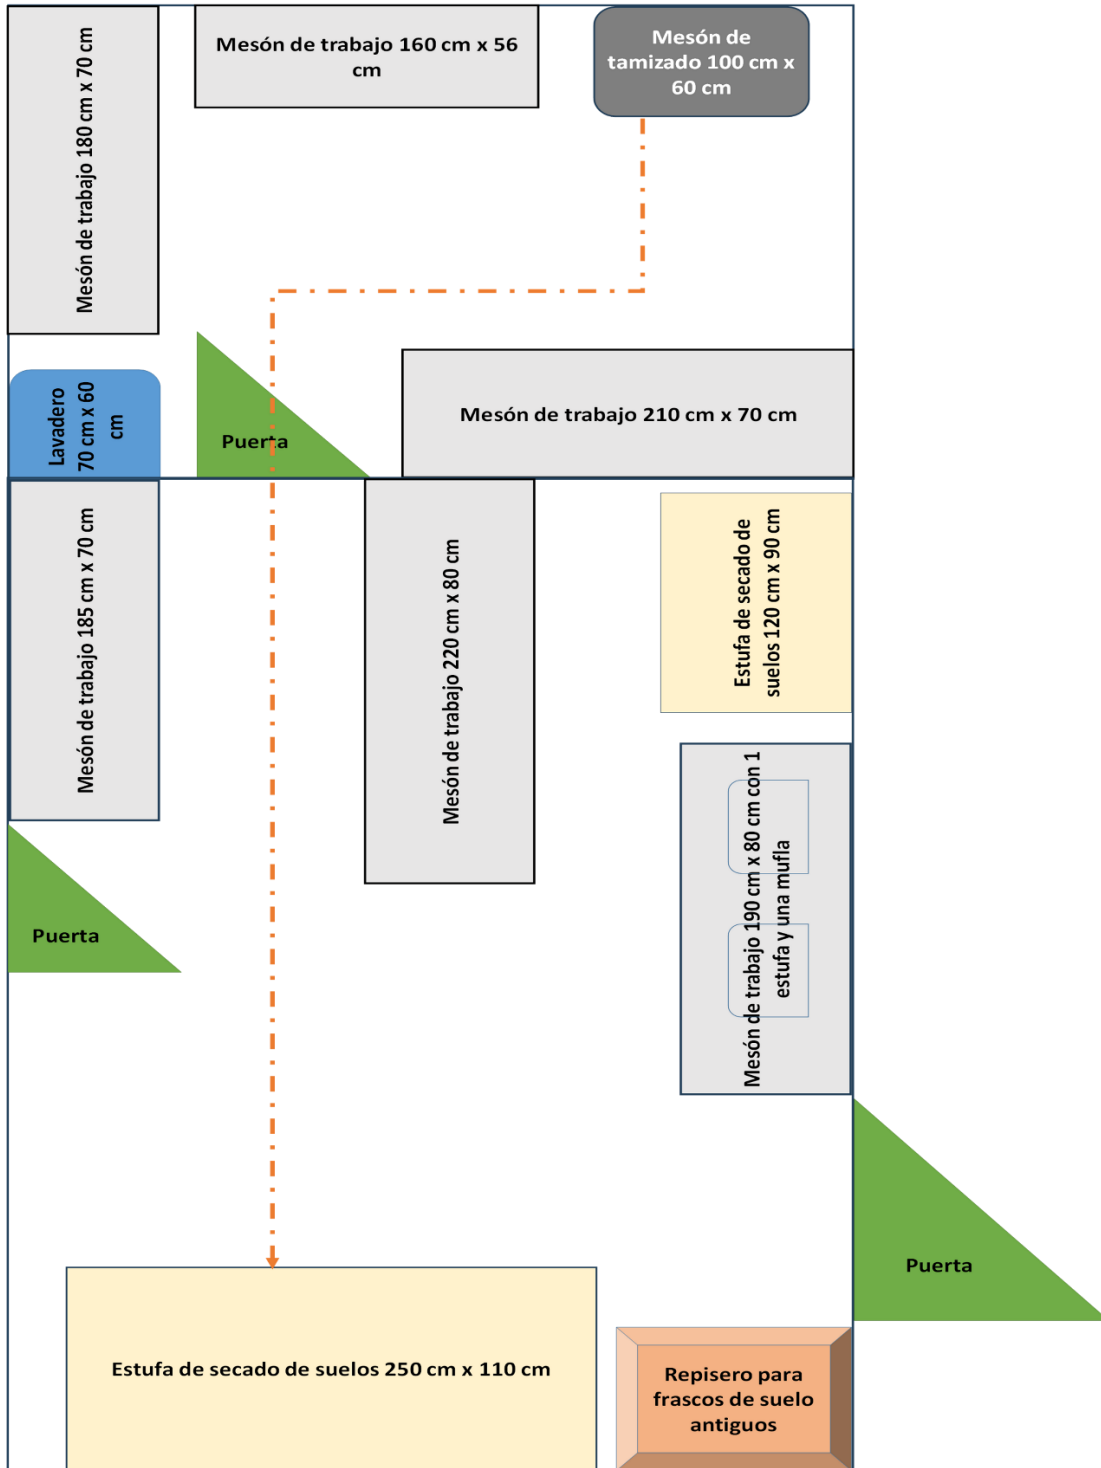 Mesón de trabajo 180 cm x 70 cm
Mesón de trabajo 160 cm x 56
cm
Mesón de
tamizado 100 cm x
60 cm
Lavadero
70 cm x 60
cm
Puerta
Mesón de trabajo 210 cm x 70 cm
Mesón de trabajo 185 cm x 70 cm
Mesón de trabajo 220 cm x 80 cm
Estufa de secado de
suelos 120 cm x 90 cm
Mesón de trabajo 190 cm x 80 cm con 1
estufa y una mufla
Puerta
Puerta
Estufa de secado de suelos 250 cm x 110 cm
Repisero para
frascos de suelo
antiguos